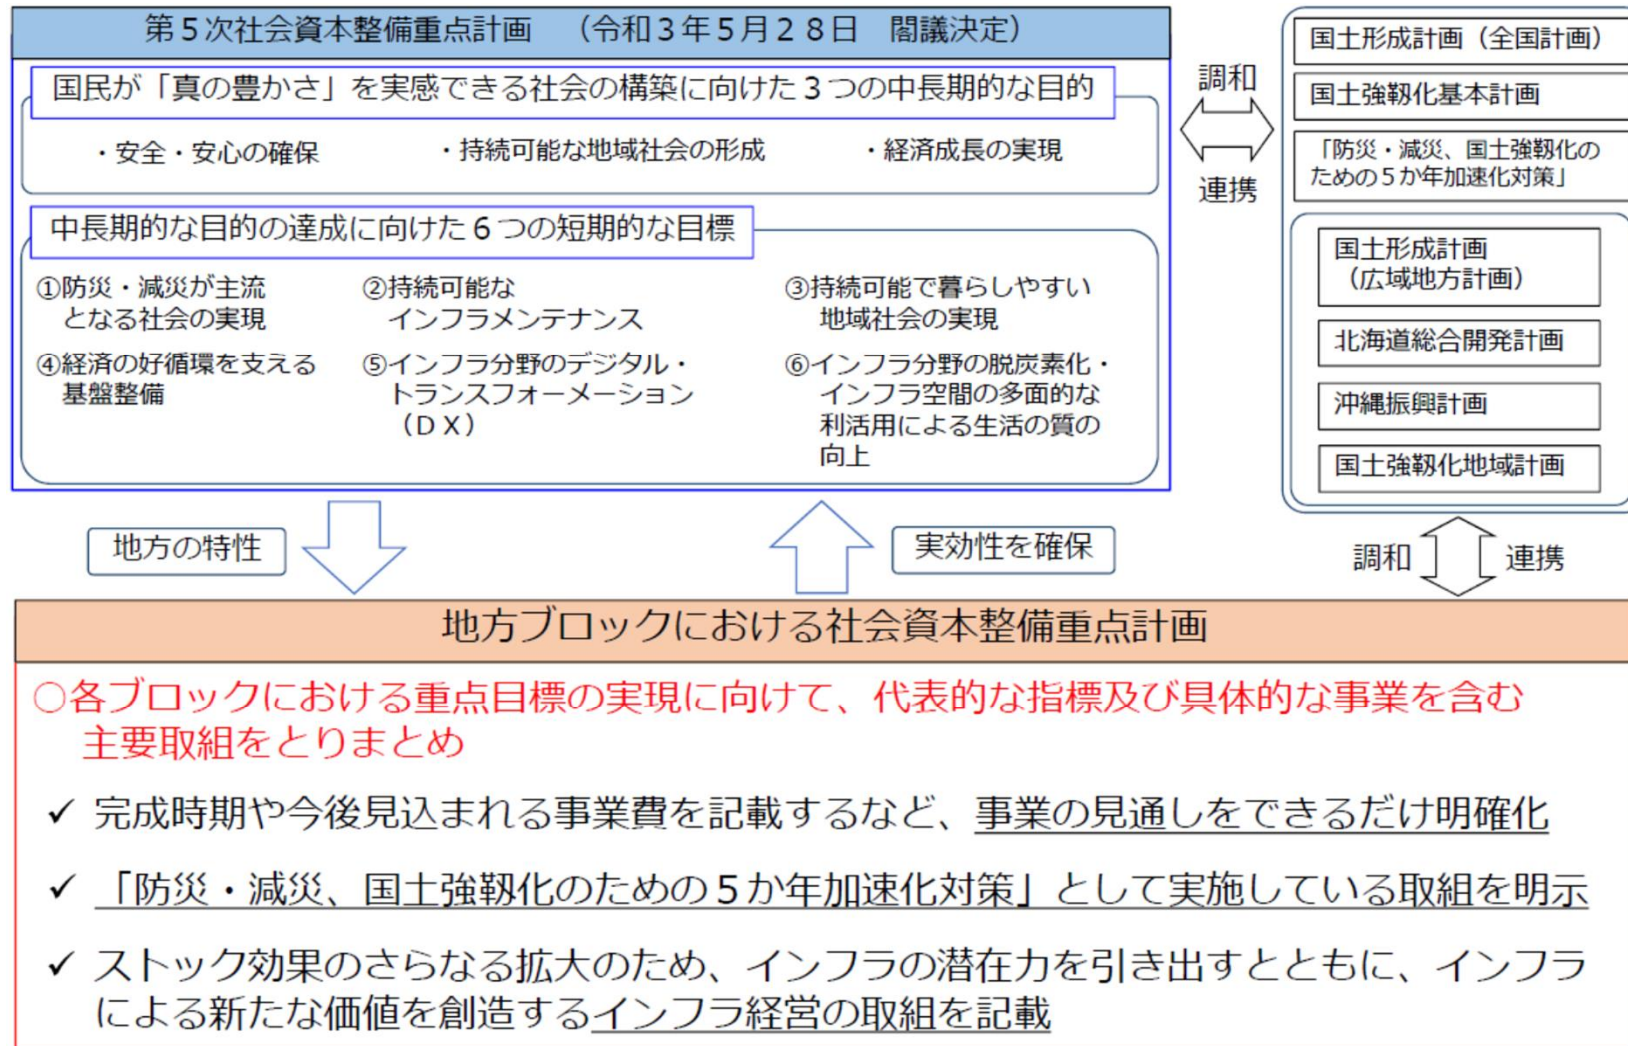 第５次社会資本整備重点計画　（令和３年５月２８日　閣議決定）
国民が「真の豊かさ」を実感できる社会の構築に向けた３つの中長期的な目的
・安全・安心の確保
・持続可能な地域社会の形成
・経済成長の実現
中長期的な目的の達成に向けた６つの短期的な目標
①防災・減災が主流
となる社会の実現
②持続可能な
インフラメンテナンス
③持続可能で暮らしやすい
地域社会の実現
④経済の好循環を支える
基盤整備
⑤インフラ分野のデジタル・
トランスフォーメーション
（ＤＸ）
⑥インフラ分野の脱炭素化・
インフラ空間の多面的な
利活用による生活の質の
向上
調和
連携
国土形成計画（全国計画）
国土強靱化基本計画
「防災・減災、国土強靱化の
ための５か年加速化対策」
国土形成計画
（広域地方計画）
北海道総合開発計画
沖縄振興計画
国土強靱化地域計画
地方の特性
実効性を確保
調和
連携
地方ブロックにおける社会資本整備重点計画
○各ブロックにおける重点目標の実現に向けて、代表的な指標及び具体的な事業を含む
主要取組をとりまとめ
✓ 完成時期や今後見込まれる事業費を記載するなど、事業の見通しをできるだけ明確化
✓ 「防災・減災、国土強靱化のための５か年加速化対策」として実施している取組を明示
✓ ストック効果のさらなる拡大のため、インフラの潜在力を引き出すとともに、インフラ
による新たな価値を創造するインフラ経営の取組を記載